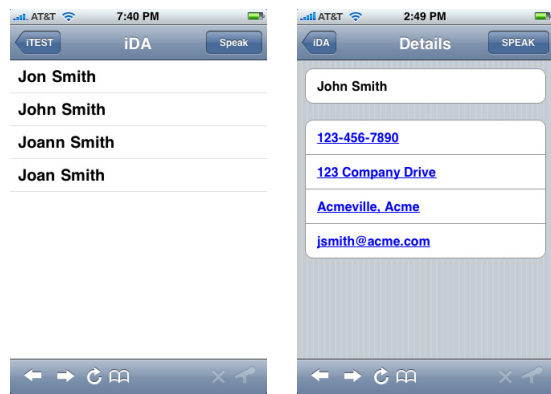 AT&T 7:40 PM
iTEST iDA Speak
Jon Smith
John Smith
Joann Smith
Joan Smith
AT&T 2:49 PM
iDA Details SPEAK
John Smith
123-456-7890
123 Company Drive
Acmeville, Acme
jsmith@acme.com